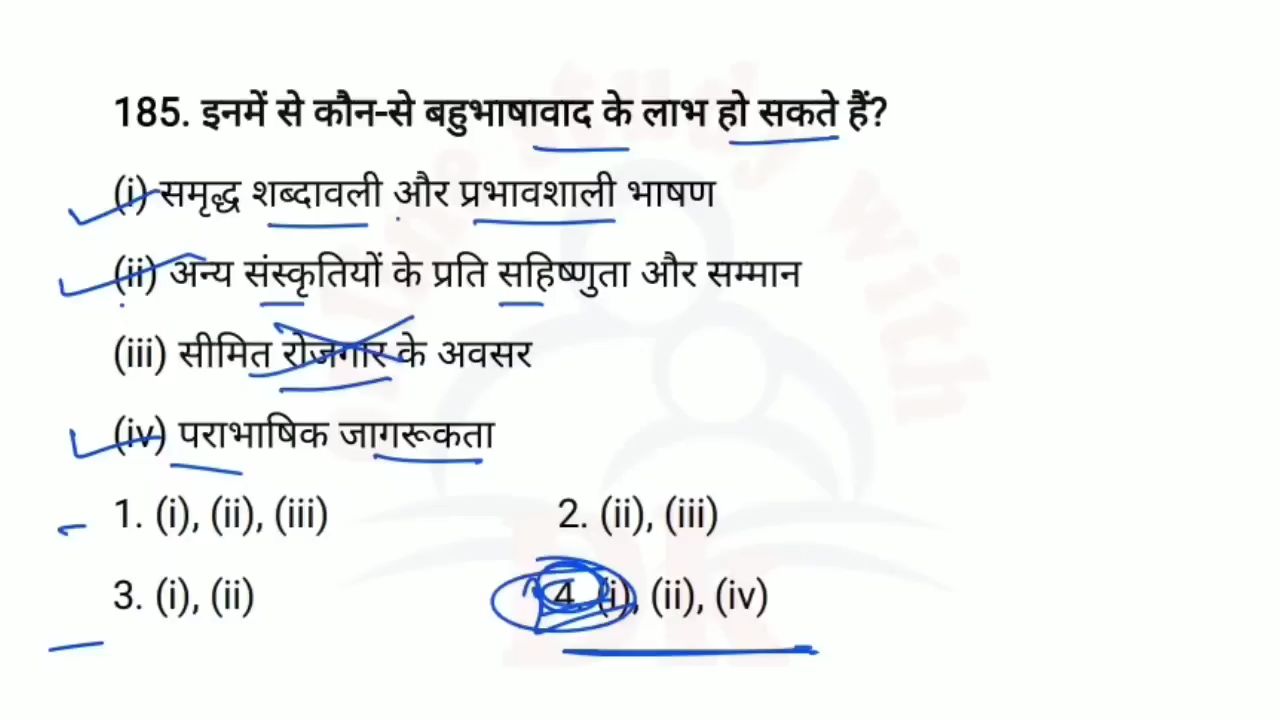 185. इनमें से कौन-से बहुभाषावाद के लाभ हो सकते हैं?
(i) समृद्ध शब्दावली और प्रभावशाली भाषण
(ii) अन्य संस्कृतियों के प्रति सहिष्णुता और सम्मान
(iii) सीमित रोजगार के अवसर
(iv) पराभाषिक जागरूकता
1. (i), (ii), (iii) 2. (ii), (iii)
3. (i), (ii) 4. (i), (ii), (iv)